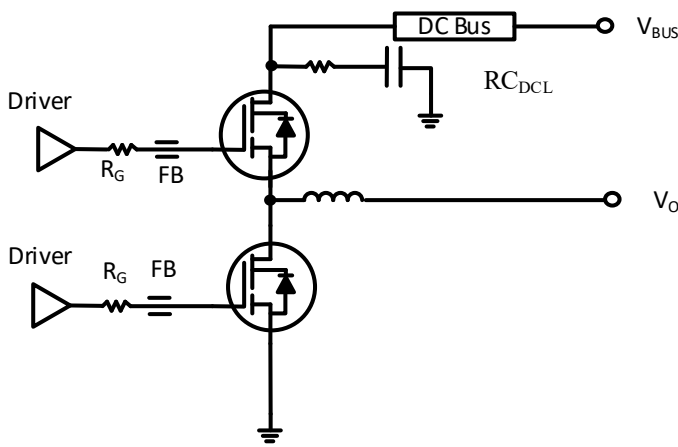 DC Bus
V_BUS
RC_DCL
Driver
R_G
FB
V_O
Driver
R_G
FB